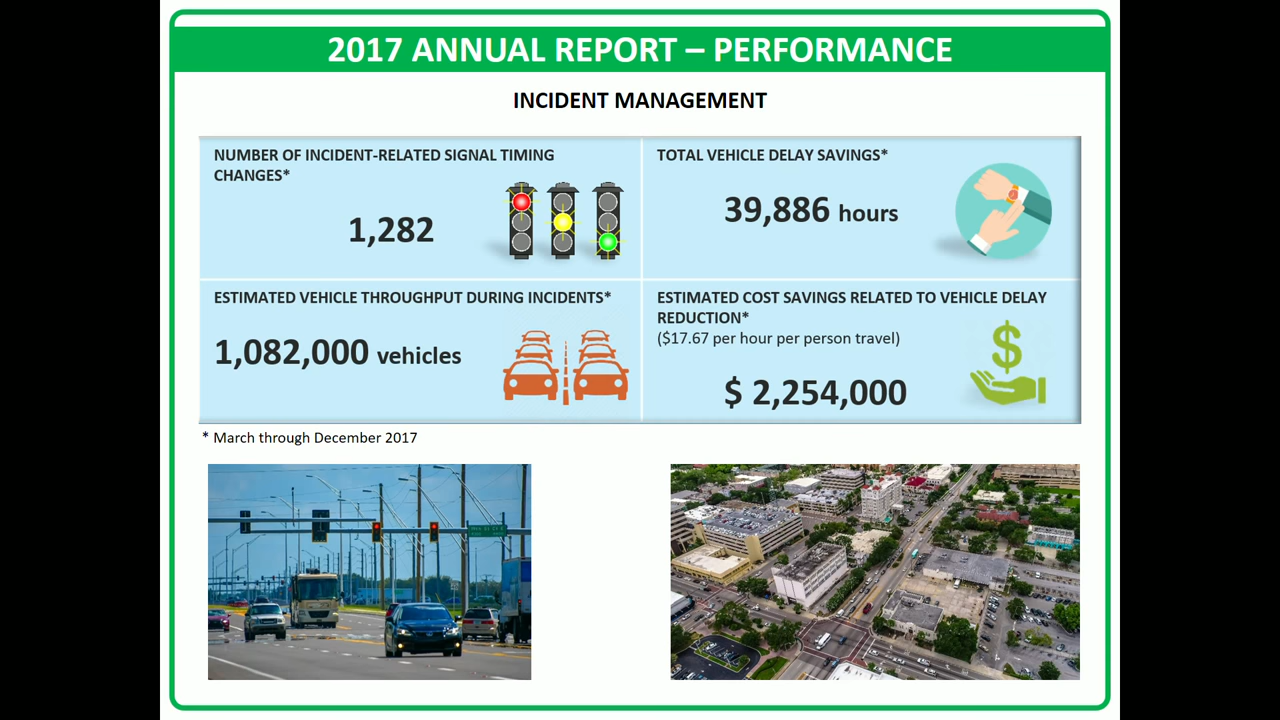 2017 ANNUAL REPORT – PERFORMANCE
INCIDENT MANAGEMENT
NUMBER OF INCIDENT-RELATED SIGNAL TIMING
CHANGES*
1,282
TOTAL VEHICLE DELAY SAVINGS*
39,886 hours
ESTIMATED VEHICLE THROUGHPUT DURING INCIDENTS*
1,082,000 vehicles
ESTIMATED COST SAVINGS RELATED TO VEHICLE DELAY
REDUCTION*
($17.67 per hour per person travel)
$ 2,254,000
* March through December 2017